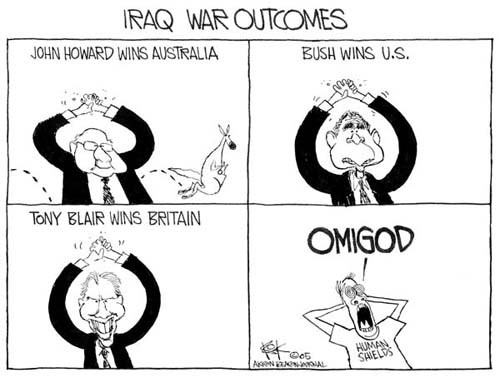 IRAQ WAR OUTCOMES
JOHN HOWARD WINS AUSTRALIA
BUSH WINS U.S.
TONY BLAIR WINS BRITAIN
OMIGOD
HUMAN
SHIELDS
©05
AKRON BEACON JOURNAL